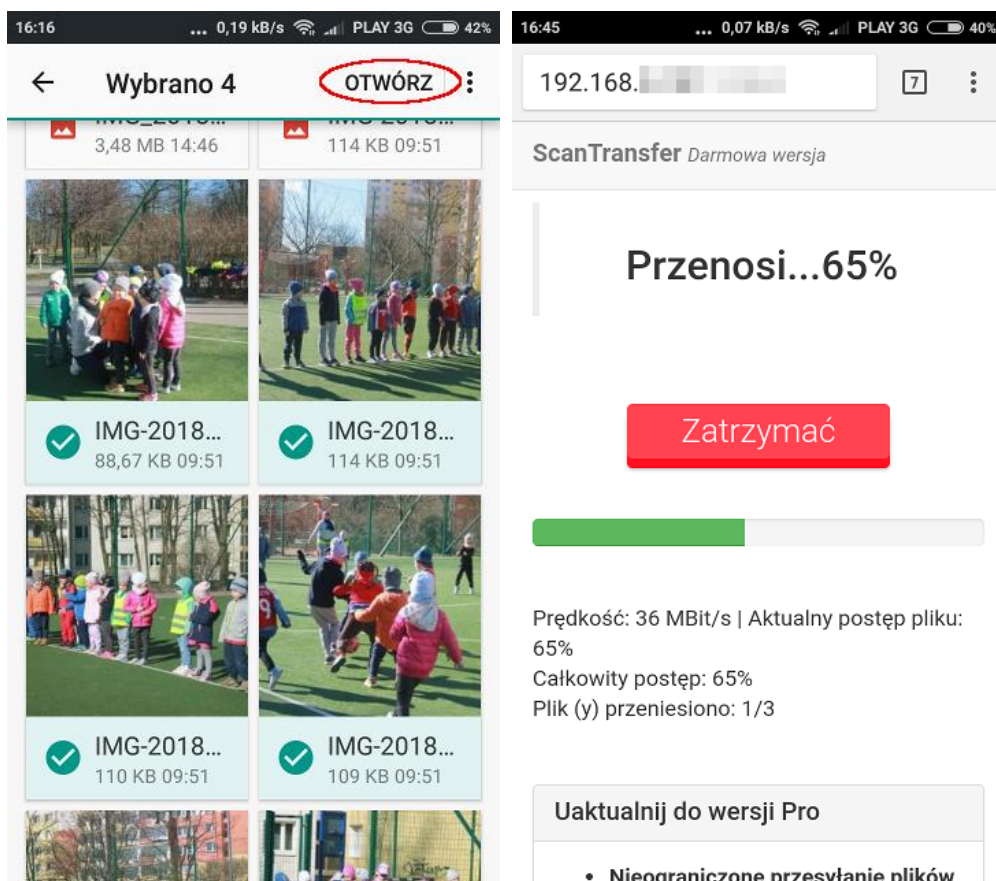 16:16 ... 0,19 kB/s PLAY 3G 42%
Wybrano 4 OTWÓRZ
3,48 MB 14:46
114 KB 09:51
IMG-2018...
88,67 KB 09:51
IMG-2018...
114 KB 09:51
IMG-2018...
110 KB 09:51
IMG-2018...
109 KB 09:51
16:45 ... 0,07 kB/s PLAY 3G 40%
192.168.
7
ScanTransfer Darmowa wersja
Przenosi...65%
Zatrzymać
Prędkość: 36 MBit/s | Aktualny postęp pliku:
65%
Całkowity postęp: 65%
Plik (y) przeniesiono: 1/3
Uaktualnij do wersji Pro
• Nieograniczone przesyłanie plików